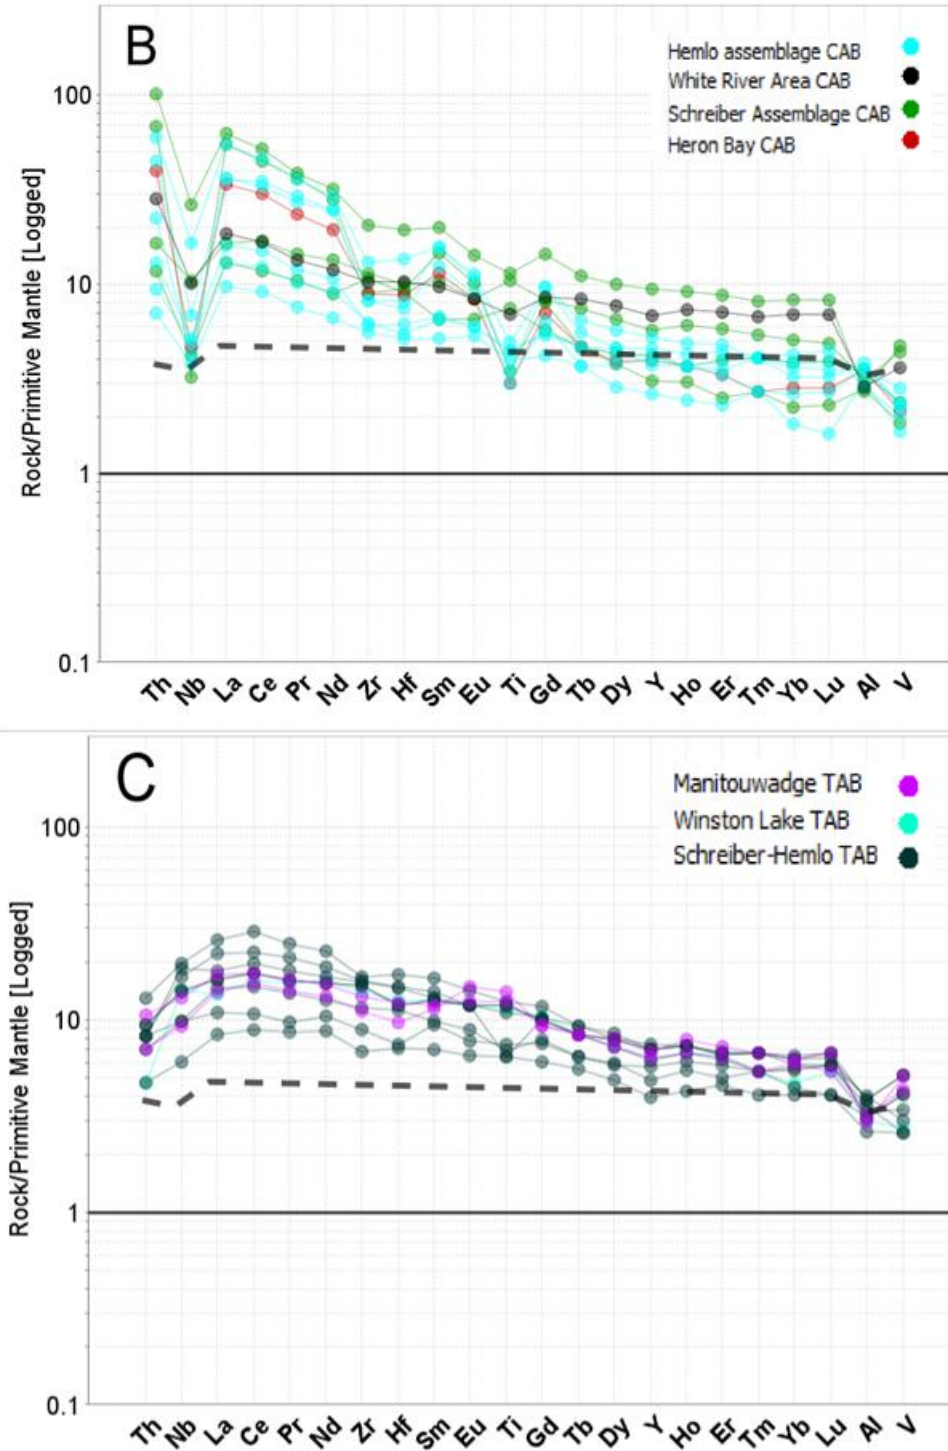 B
Hemlo assemblage CAB
White River Area CAB
Schreiber Assemblage CAB
Heron Bay CAB
Rock/Primitive Mantle [Logged]
100
10
1
0.1
Th Nb La Ce Pr Nd Zr Hf Sm Eu Ti Gd Tb Dy Y Ho Er Tm Yb Lu Al V
C
Manitouwadge TAB
Winston Lake TAB
Schreiber-Hemlo TAB
Rock/Primitive Mantle [Logged]
100
10
1
0.1
Th Nb La Ce Pr Nd Zr Hf Sm Eu Ti Gd Tb Dy Y Ho Er Tm Yb Lu Al V